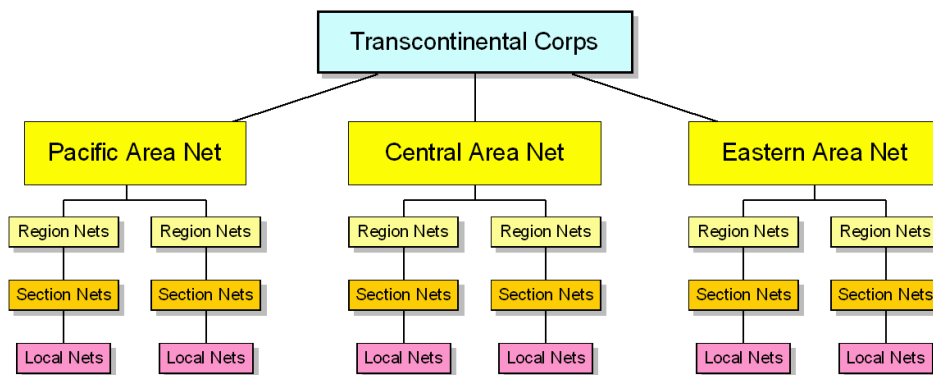 Transcontinental Corps
Pacific Area Net
Central Area Net
Eastern Area Net
Region Nets
Region Nets
Region Nets
Region Nets
Region Nets
Region Nets
Section Nets
Section Nets
Section Nets
Section Nets
Section Nets
Section Nets
Local Nets
Local Nets
Local Nets
Local Nets
Local Nets
Local Nets